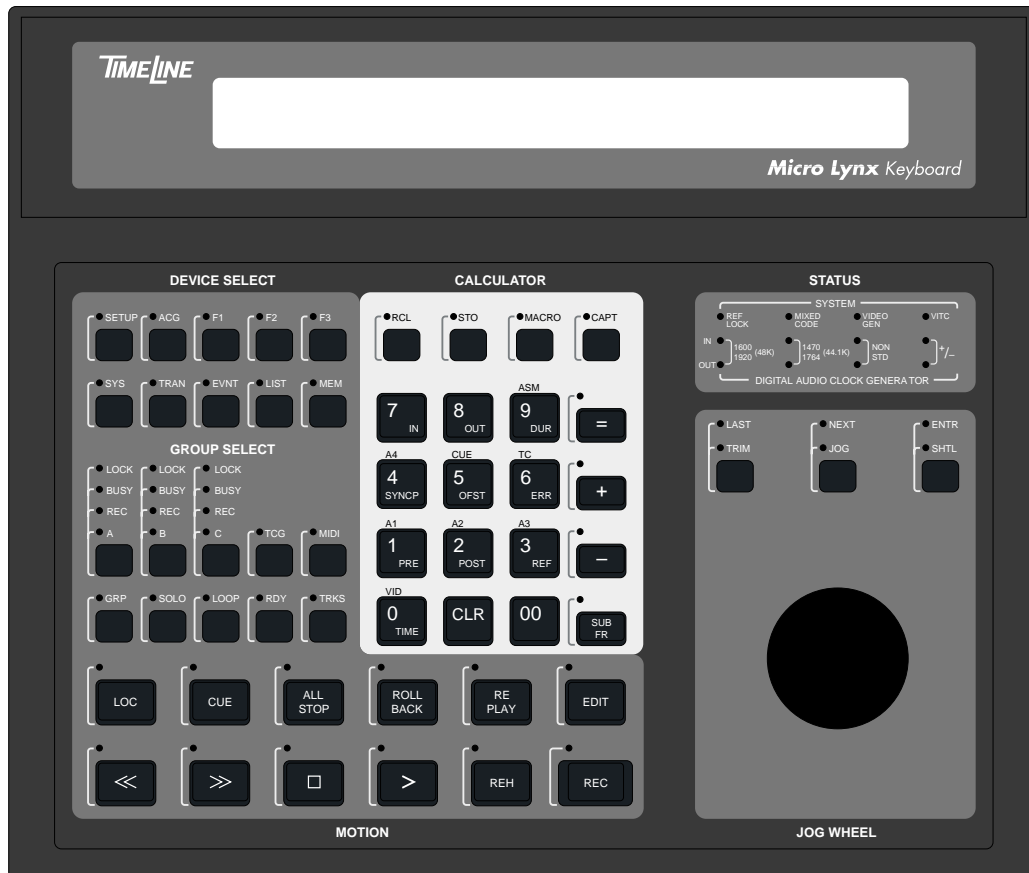 TIMELINE
Micro Lynx Keyboard
DEVICE SELECT
CALCULATOR
STATUS
SETUP ACG F1 F2 F3
RCL STO MACRO CAPT
SYSTEM
REF LOCK
MIXED CODE
VIDEO GEN
VITC
IN
OUT
1600
1920
(48K)
1470
1764
(44.1K)
NON
STD
+/–
DIGITAL AUDIO CLOCK GENERATOR
SYS TRAN EVNT LIST MEM
ASM
7 IN
8 OUT
9 DUR
=
GROUP SELECT
LOCK LOCK LOCK
BUSY BUSY BUSY
REC REC REC
A B C TCG MIDI
A4 CUE TC
4 SYNCP
5 OFST
6 ERR
+
A1 A2 A3
1 PRE
2 POST
3 REF
–
GRP SOLO LOOP RDY TRKS
VID
0 TIME
CLR
00
SUB FR
LAST NEXT ENTR
TRIM JOG SHTL
LOC
CUE
ALL STOP
ROLL BACK
RE PLAY
EDIT
<<
>>
□
>
REH
REC
MOTION
JOG WHEEL